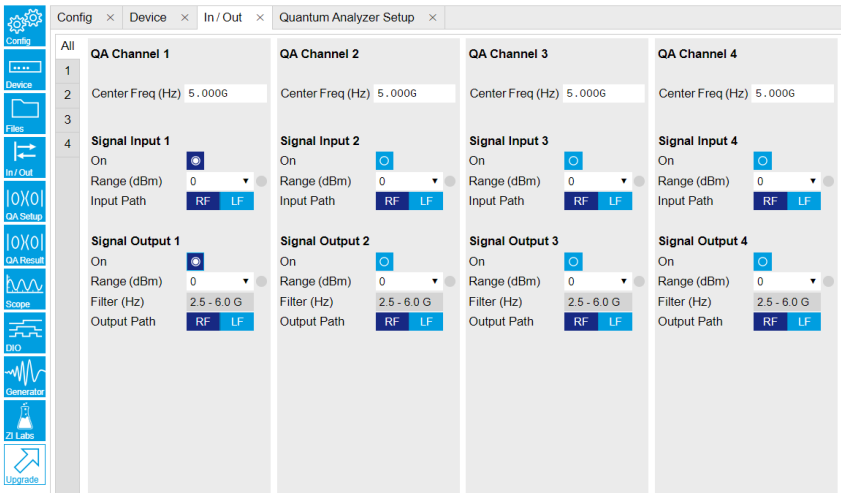 Config × Device × In / Out × Quantum Analyzer Setup ×
Config
Device
Files
In / Out
QA Setup
QA Result
Scope
DIO
Generator
ZI Labs
Upgrade
All
1
2
3
4
QA Channel 1
Center Freq (Hz) 5.000G
Signal Input 1
On
Range (dBm) 0
Input Path RF LF
Signal Output 1
On
Range (dBm) 0
Filter (Hz) 2.5 - 6.0 G
Output Path RF LF
QA Channel 2
Center Freq (Hz) 5.000G
Signal Input 2
On
Range (dBm) 0
Input Path RF LF
Signal Output 2
On
Range (dBm) 0
Filter (Hz) 2.5 - 6.0 G
Output Path RF LF
QA Channel 3
Center Freq (Hz) 5.000G
Signal Input 3
On
Range (dBm) 0
Input Path RF LF
Signal Output 3
On
Range (dBm) 0
Filter (Hz) 2.5 - 6.0 G
Output Path RF LF
QA Channel 4
Center Freq (Hz) 5.000G
Signal Input 4
On
Range (dBm) 0
Input Path RF LF
Signal Output 4
On
Range (dBm) 0
Filter (Hz) 2.5 - 6.0 G
Output Path RF LF